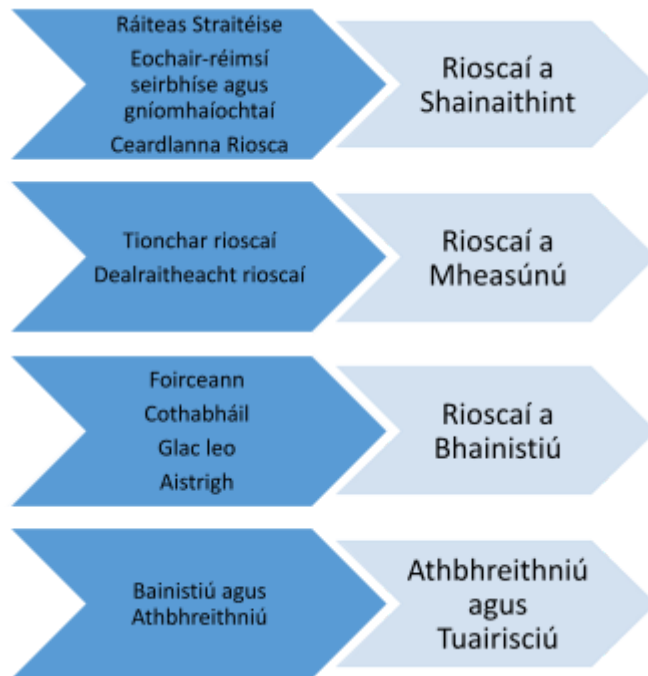 Ráiteas Straitéise
Eochair-réimsí
seirbhíse agus
gníomhaíochtaí
Ceardlanna Riosca
Rioscaí a
Shainaithint
Tionchar rioscaí
Dealraitheacht rioscaí
Rioscaí a
Mheasúnú
Foirceann
Cothabháil
Glac leo
Aistrigh
Rioscaí a
Bhainistiú
Bainistiú agus
Athbhreithniú
Athbhreithniú
agus
Tuairisciú